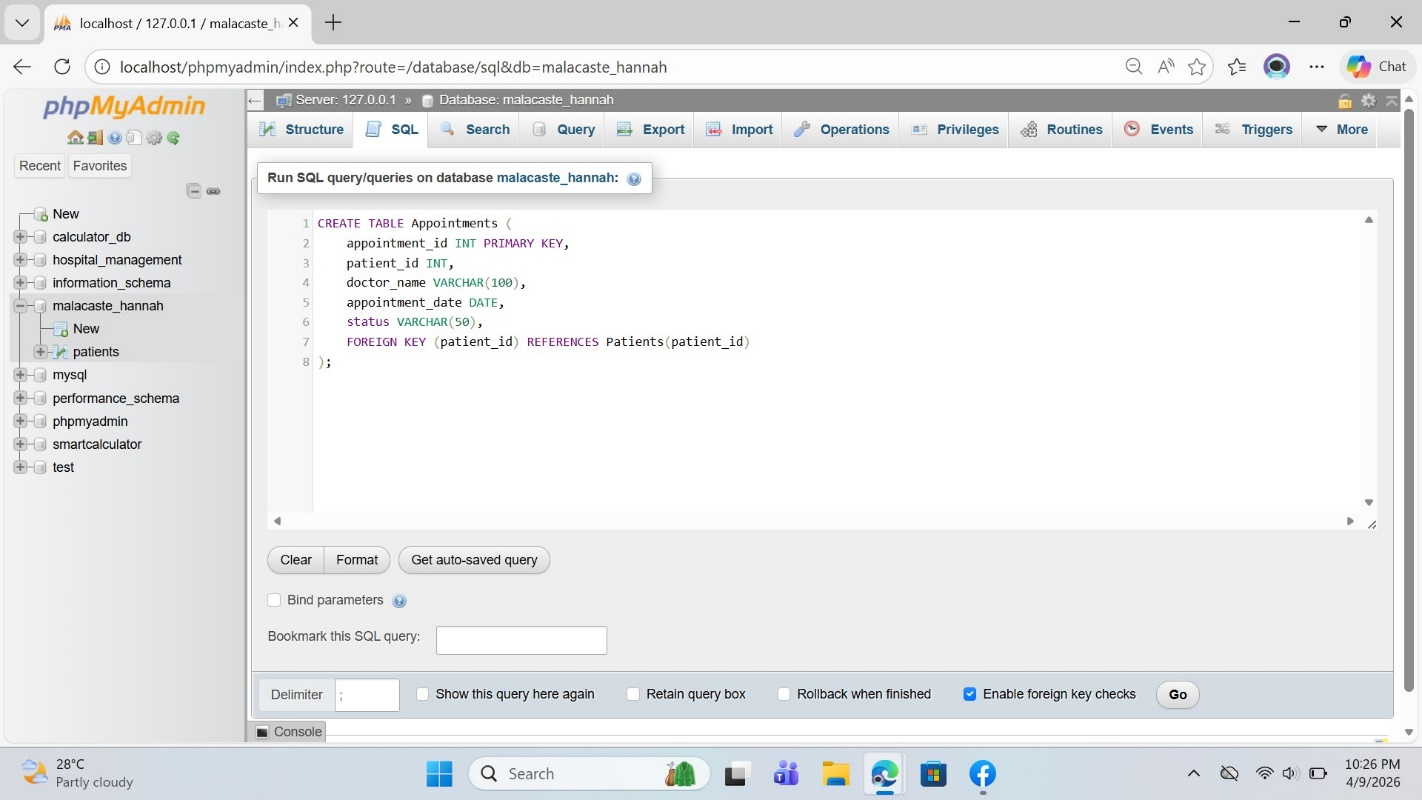 localhost / 127.0.0.1 / malacaste_h
localhost/phpmyadmin/index.php?route=/database/sql&db=malacaste_hannah
Chat
phpMyAdmin
Recent
Favorites
New
calculator_db
hospital_management
information_schema
malacaste_hannah
New
patients
mysql
performance_schema
phpmyadmin
smartcalculator
test
Server: 127.0.0.1 » Database: malacaste_hannah
Structure
SQL
Search
Query
Export
Import
Operations
Privileges
Routines
Events
Triggers
More
Run SQL query/queries on database malacaste_hannah:
1 CREATE TABLE Appointments (
2 appointment_id INT PRIMARY KEY,
3 patient_id INT,
4 doctor_name VARCHAR(100),
5 appointment_date DATE,
6 status VARCHAR(50),
7 FOREIGN KEY (patient_id) REFERENCES Patients(patient_id)
8 );
Clear
Format
Get auto-saved query
Bind parameters
Bookmark this SQL query:
Delimiter ;
Show this query here again
Retain query box
Rollback when finished
Enable foreign key checks
Go
Console
28°C
Partly cloudy
Search
10:26 PM
4/9/2026